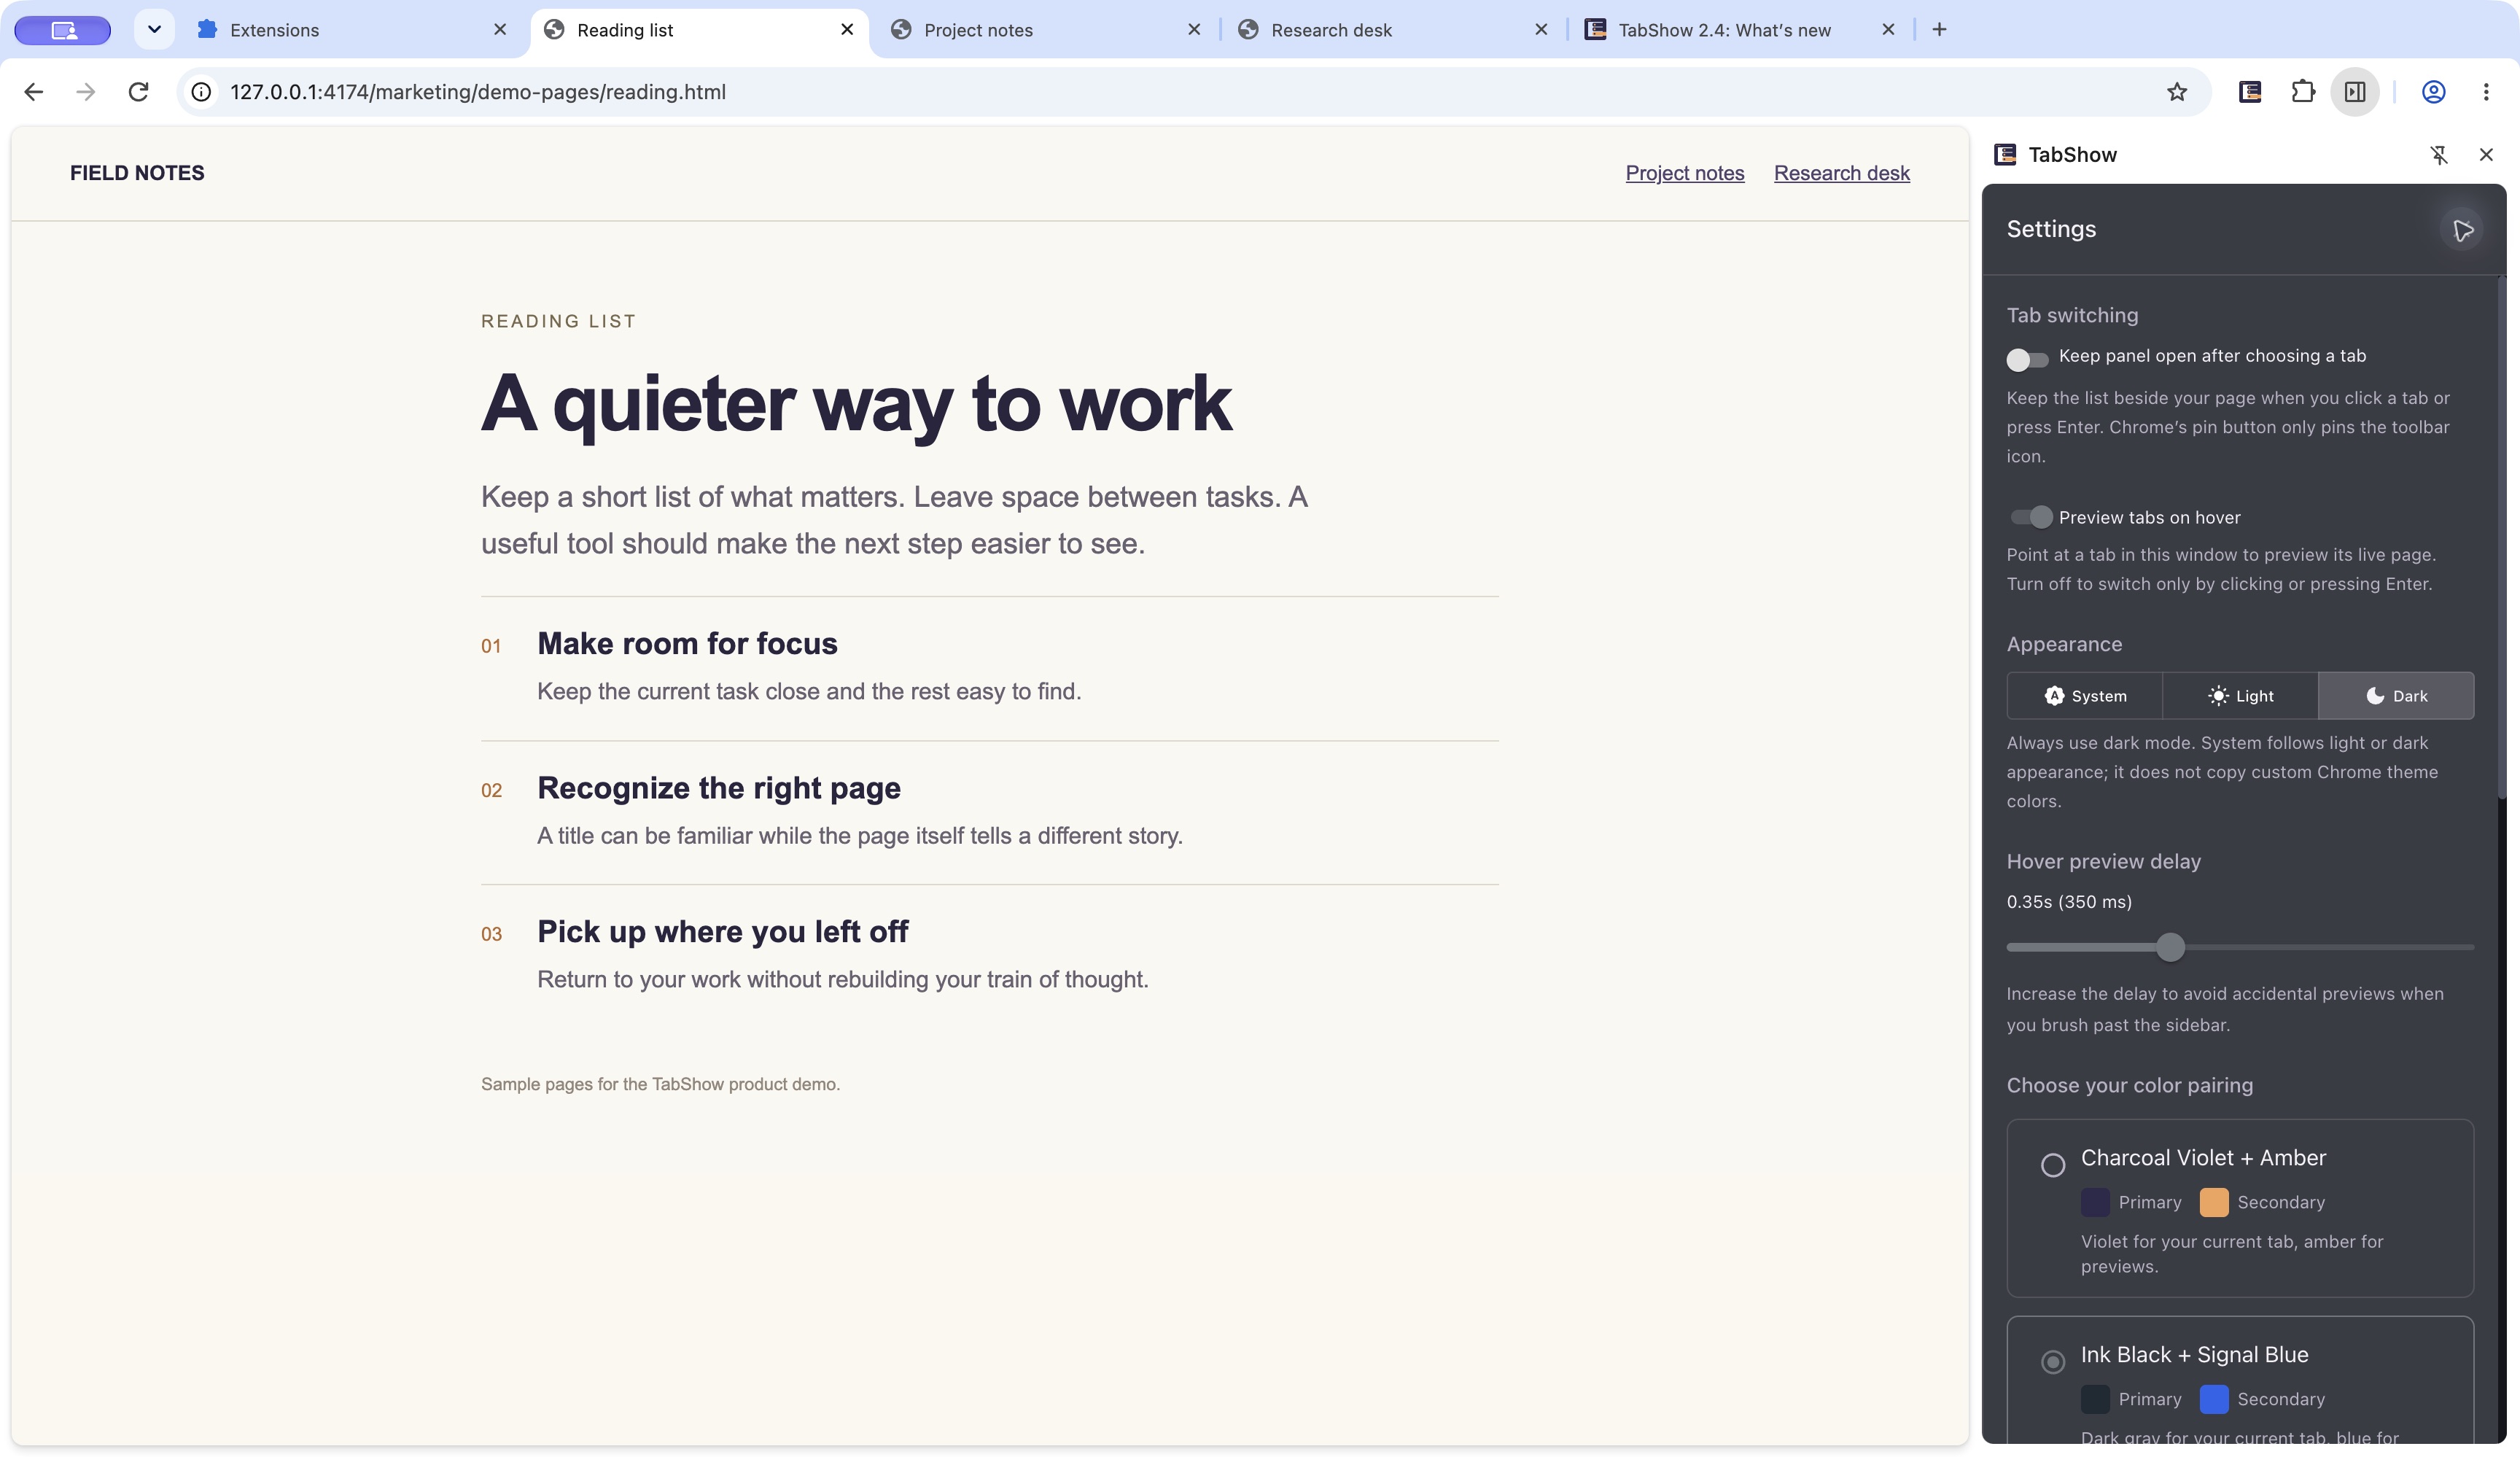 Extensions
Reading list
Project notes
Research desk
TabShow 2.4: What’s new
127.0.0.1:4174/marketing/demo-pages/reading.html
FIELD NOTES
Project notes
Research desk
READING LIST
A quieter way to work
Keep a short list of what matters. Leave space between tasks. A
useful tool should make the next step easier to see.
01
Make room for focus
Keep the current task close and the rest easy to find.
02
Recognize the right page
A title can be familiar while the page itself tells a different story.
03
Pick up where you left off
Return to your work without rebuilding your train of thought.
Sample pages for the TabShow product demo.
TabShow
Settings
Tab switching
Keep panel open after choosing a tab
Keep the list beside your page when you click a tab or
press Enter. Chrome’s pin button only pins the toolbar
icon.
Preview tabs on hover
Point at a tab in this window to preview its live page.
Turn off to switch only by clicking or pressing Enter.
Appearance
System
Light
Dark
Always use dark mode. System follows light or dark
appearance; it does not copy custom Chrome theme
colors.
Hover preview delay
0.35s (350 ms)
Increase the delay to avoid accidental previews when
you brush past the sidebar.
Choose your color pairing
Charcoal Violet + Amber
Primary
Secondary
Violet for your current tab, amber for
previews.
Ink Black + Signal Blue
Primary
Secondary
Dark gray for your current tab, blue for